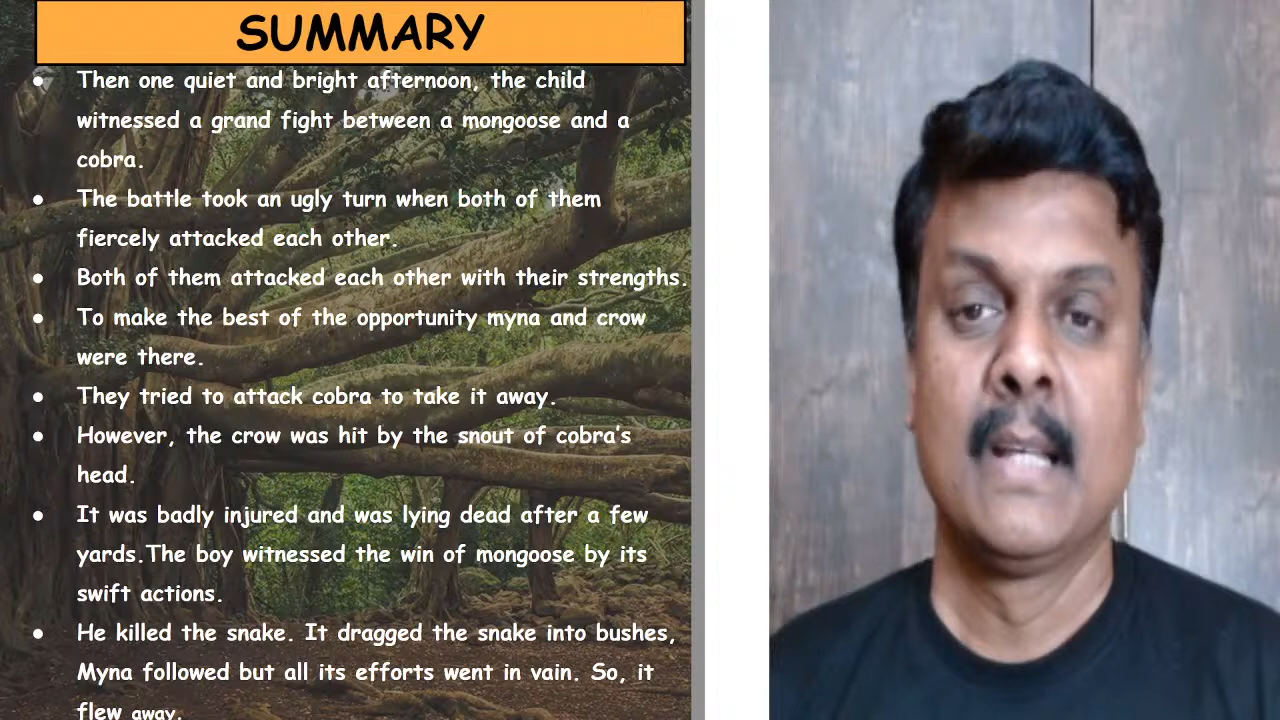 SUMMARY
● Then one quiet and bright afternoon, the child
witnessed a grand fight between a mongoose and a
cobra.
● The battle took an ugly turn when both of them
fiercely attacked each other.
● Both of them attacked each other with their strengths.
● To make the best of the opportunity myna and crow
were there.
● They tried to attack cobra to take it away.
● However, the crow was hit by the snout of cobra's
head.
● It was badly injured and was lying dead after a few
yards.The boy witnessed the win of mongoose by its
swift actions.
● He killed the snake. It dragged the snake into bushes,
Myna followed but all its efforts went in vain. So, it
flew away.